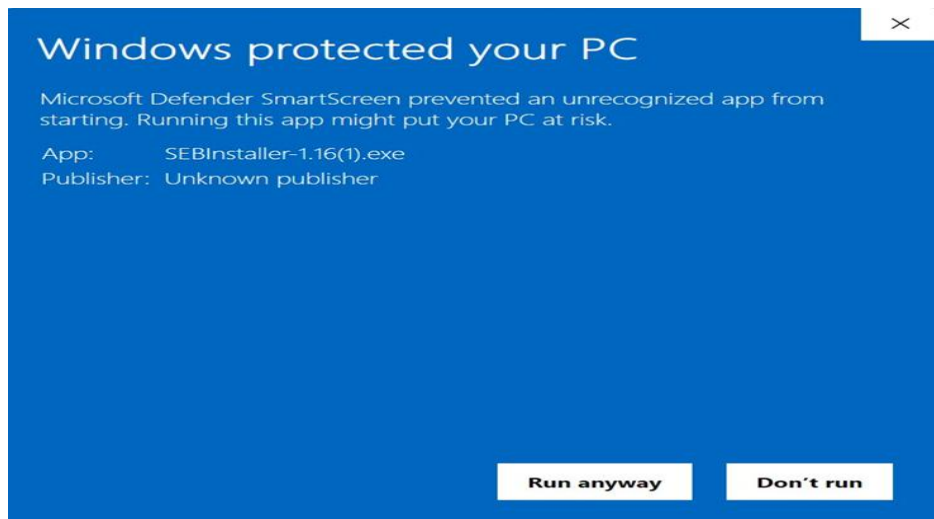 Windows protected your PC
Microsoft Defender SmartScreen prevented an unrecognized app from
starting. Running this app might put your PC at risk.
App: SEBInstaller-1.16(1).exe
Publisher: Unknown publisher
Run anyway Don't run